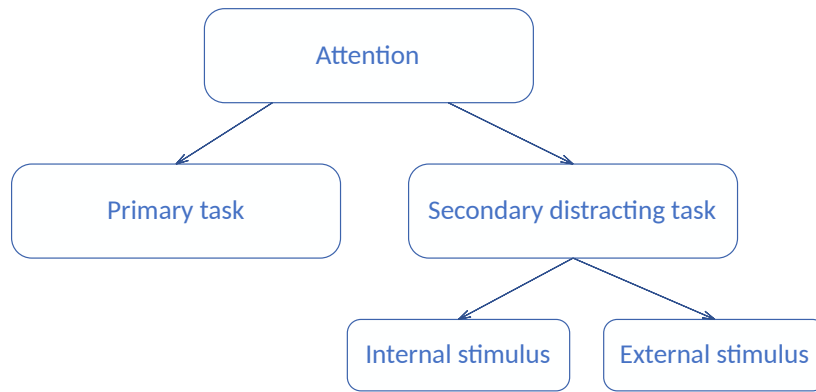 Attention
Primary task
Secondary distracting task
Internal stimulus
External stimulus